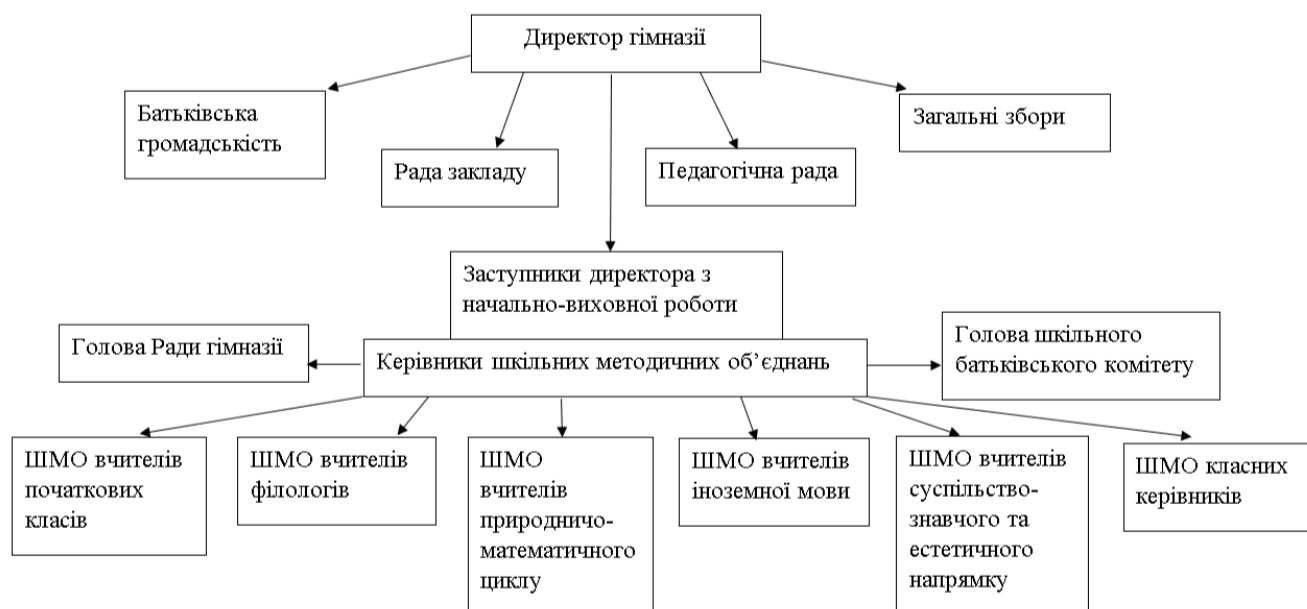 Директор гімназії
Батьківська
громадськість
Рада закладу
Педагогічна рада
Загальні збори
Заступники директора з
начально-виховної роботи
Голова Ради гімназії
Керівники шкільних методичних об’єднань
Голова шкільного
батьківського комітету
ШМО вчителів
початкових
класів
ШМО вчителів
філологів
ШМО
вчителів
природничо-
математичного
циклу
ШМО вчителів
іноземної мови
ШМО вчителів
суспільство-
знавчого та
естетичного
напрямку
ШМО класних
керівників